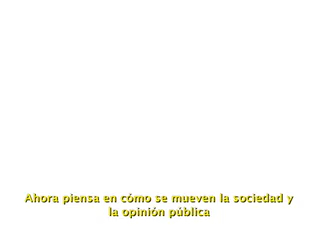 Ahora piensa en cómo se mueven la sociedad y
la opinión pública